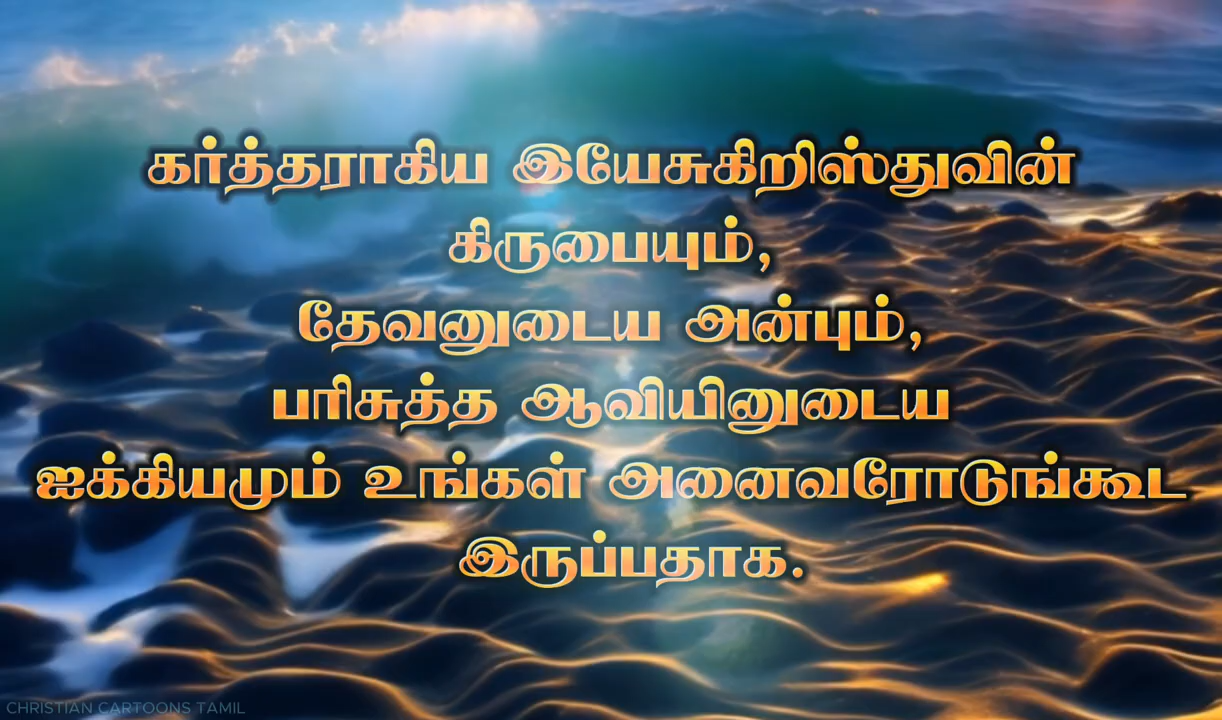 கர்த்தராகிய இயேசுகிறிஸ்துவின்
கிருபையும்,
தேவனுடைய அன்பும்,
பரிசுத்த ஆவியினுடைய
ஐக்கியமும் உங்கள் அனைவரோடுங்கூட
இருப்பதாக.
CHRISTIAN CARTOONS TAMIL